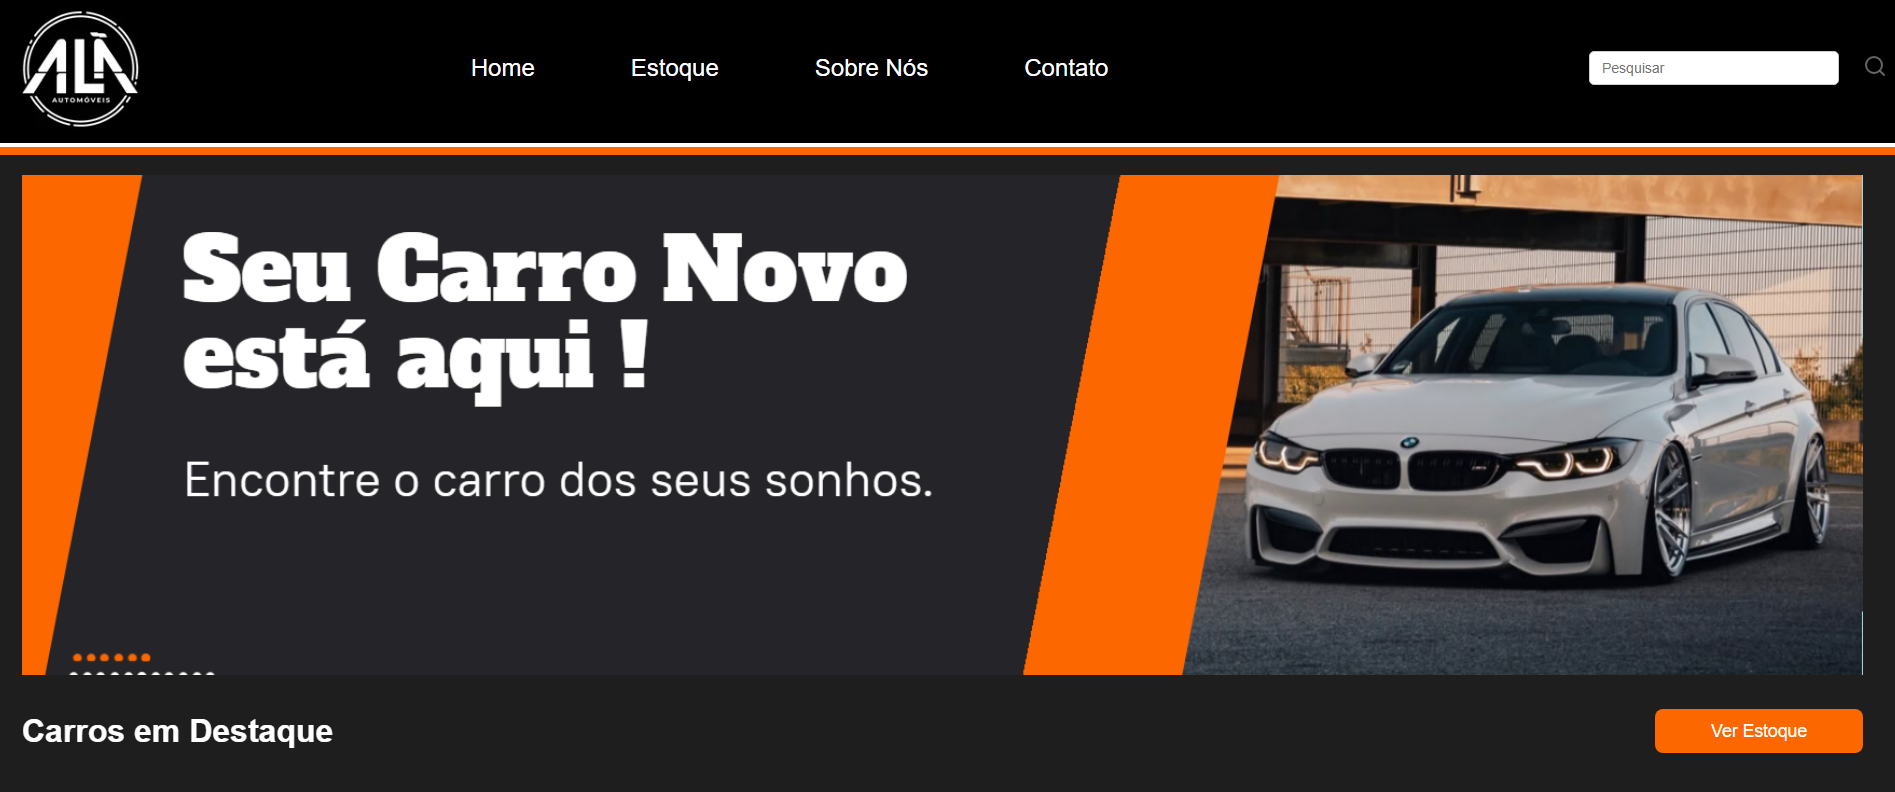 ALÀ
AUTOMÓVEIS
Home
Estoque
Sobre Nós
Contato
Pesquisar
Seu Carro Novo
está aqui !
Encontre o carro dos seus sonhos.
Carros em Destaque
Ver Estoque